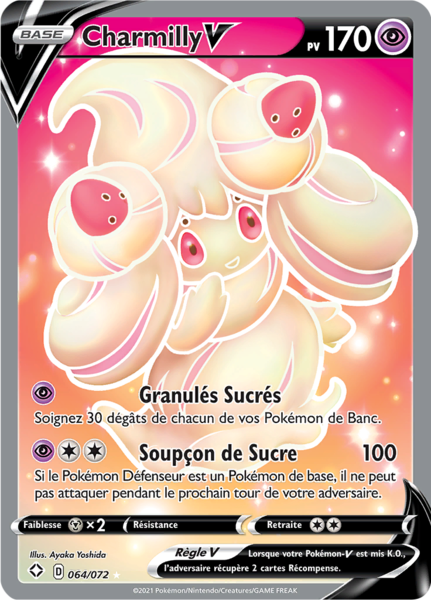 BASE
Charmilly V
PV 170
Granulés Sucrés
Soignez 30 dégâts de chacun de vos Pokémon de Banc.
Soupçon de Sucre 100
Si le Pokémon Défenseur est un Pokémon de base, il ne peut
pas attaquer pendant le prochain tour de votre adversaire.
Faiblesse ×2 Résistance Retraite
Illus. Ayaka Yoshida
Règle V Lorsque votre Pokémon-V est mis K.O.,
l'adversaire récupère 2 cartes Récompense.
D 064/072
©2021 Pokémon/Nintendo/Creatures/GAME FREAK